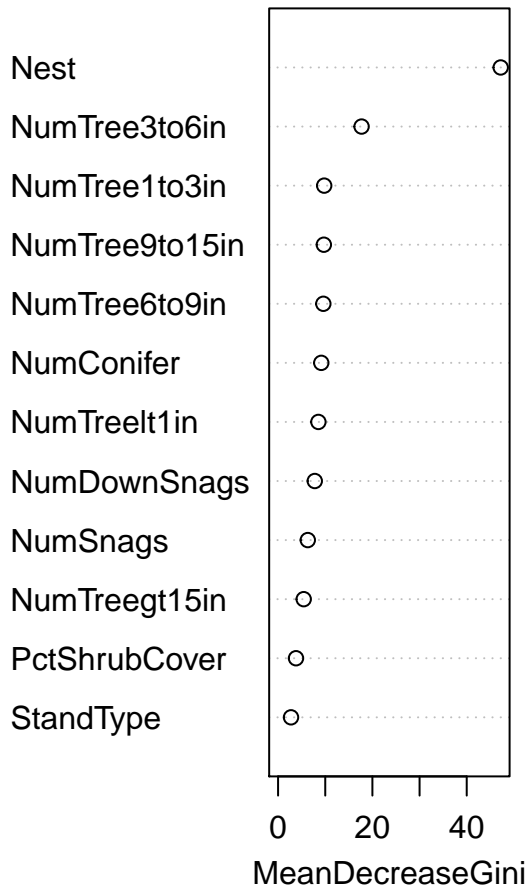 Nest
NumTree3to6in
NumTree1to3in
NumTree9to15in
NumTree6to9in
NumConifer
NumTreelt1in
NumDownSnags
NumSnags
NumTreegt15in
PctShrubCover
StandType
0 20 40
MeanDecreaseGini